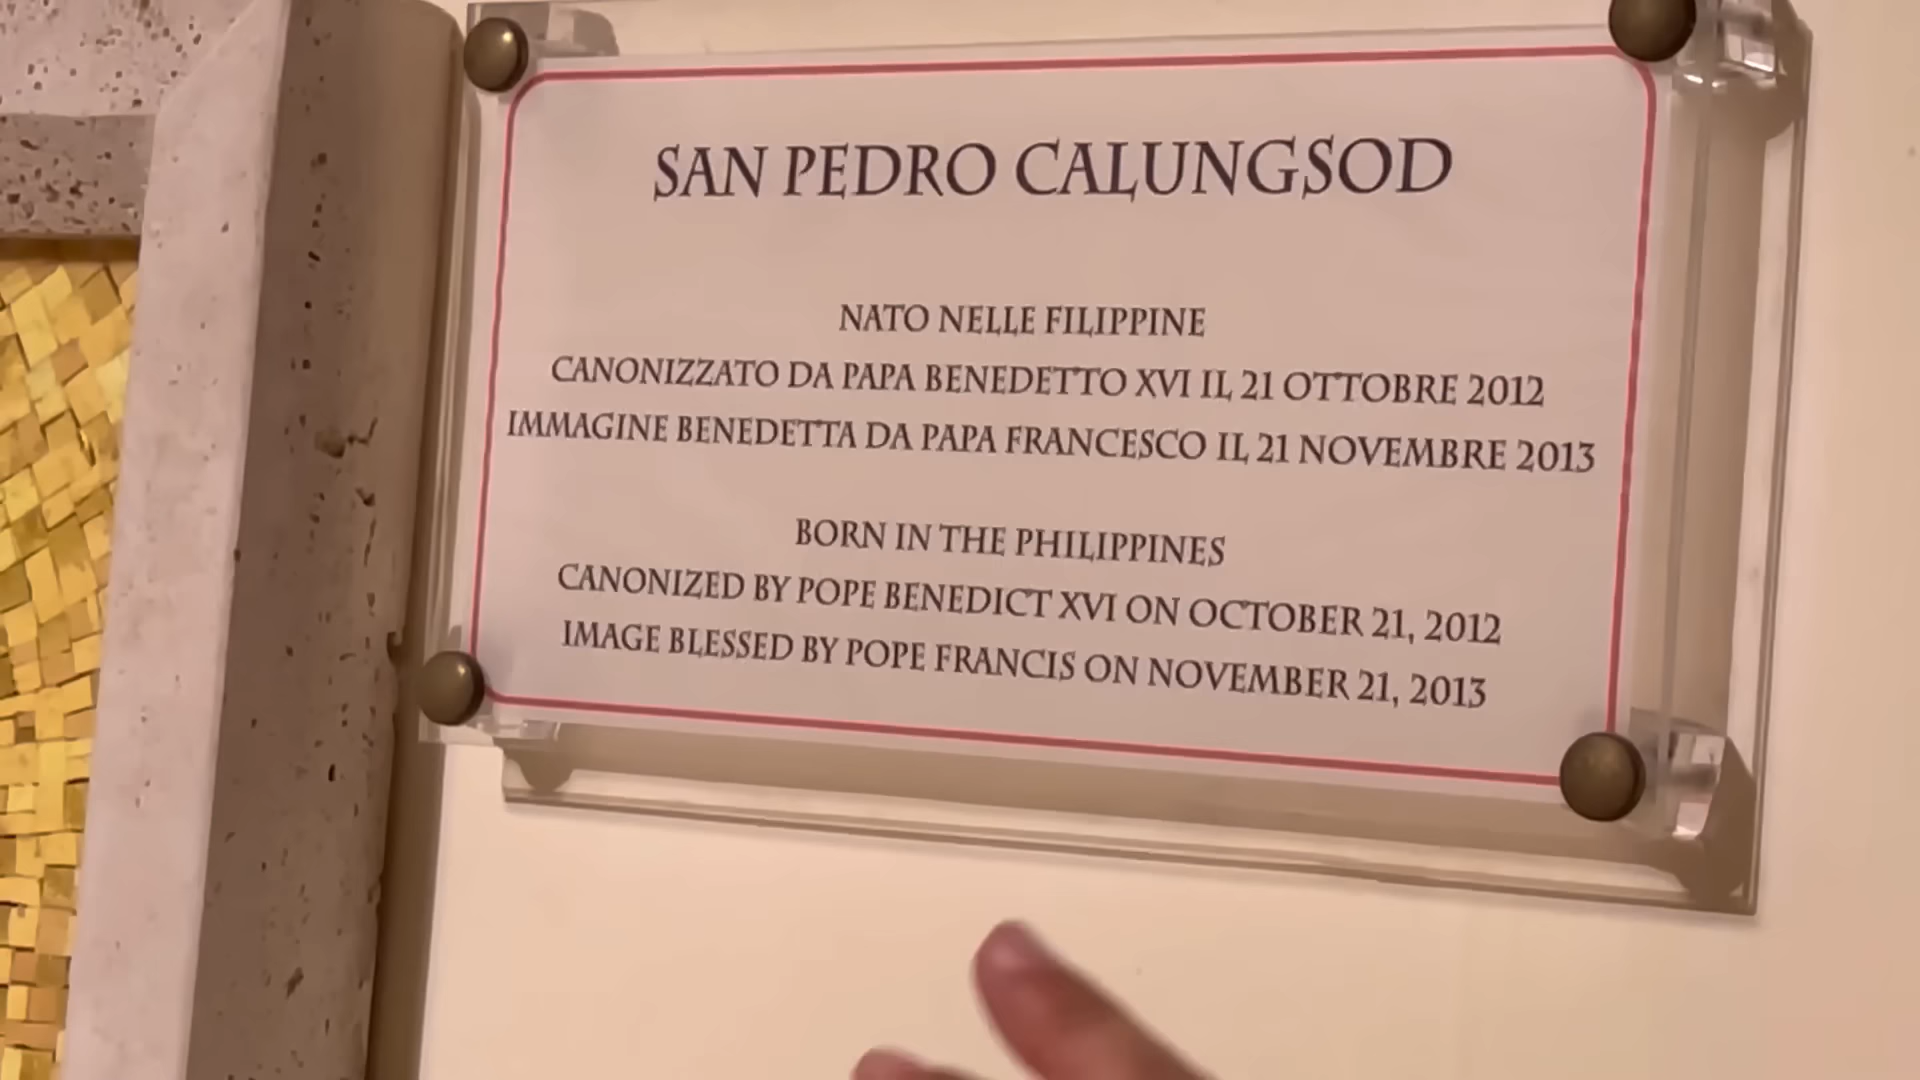 SAN PEDRO CALUNGSOD
NATO NELLE FILIPPINE
CANONIZZATO DA PAPA BENEDETTO XVI IL 21 OTTOBRE 2012
IMMAGINE BENEDETTA DA PAPA FRANCESCO IL 21 NOVEMBRE 2013
BORN IN THE PHILIPPINES
CANONIZED BY POPE BENEDICT XVI ON OCTOBER 21, 2012
IMAGE BLESSED BY POPE FRANCIS ON NOVEMBER 21, 2013